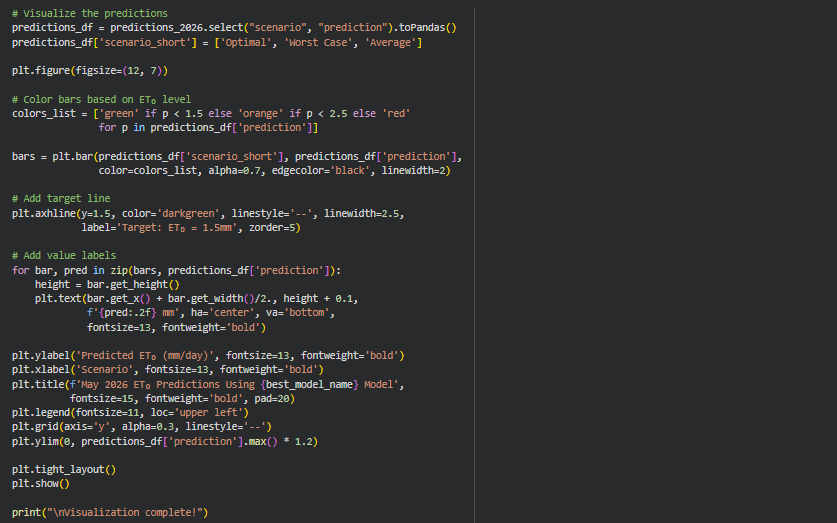 # Visualize the predictions
predictions_df = predictions_2026.select("scenario", "prediction").toPandas()
predictions_df['scenario_short'] = ['Optimal', 'Worst Case', 'Average']
plt.figure(figsize=(12, 7))
# Color bars based on ET₀ level
colors_list = ['green' if p < 1.5 else 'orange' if p < 2.5 else 'red'
for p in predictions_df['prediction']]
bars = plt.bar(predictions_df['scenario_short'], predictions_df['prediction'],
color=colors_list, alpha=0.7, edgecolor='black', linewidth=2)
# Add target line
plt.axhline(y=1.5, color='darkgreen', linestyle='--', linewidth=2.5,
label='Target: ET₀ = 1.5mm', zorder=5)
# Add value labels
for bar, pred in zip(bars, predictions_df['prediction']):
height = bar.get_height()
plt.text(bar.get_x() + bar.get_width()/2., height + 0.1,
f'{pred:.2f} mm', ha='center', va='bottom',
fontsize=13, fontweight='bold')
plt.ylabel('Predicted ET₀ (mm/day)', fontsize=13, fontweight='bold')
plt.xlabel('Scenario', fontsize=13, fontweight='bold')
plt.title(f'May 2026 ET₀ Predictions Using {best_model_name} Model',
fontsize=15, fontweight='bold', pad=20)
plt.legend(fontsize=11, loc='upper left')
plt.grid(axis='y', alpha=0.3, linestyle='--')
plt.ylim(0, predictions_df['prediction'].max() * 1.2)
plt.tight_layout()
plt.show()
print("\nVisualization complete!")